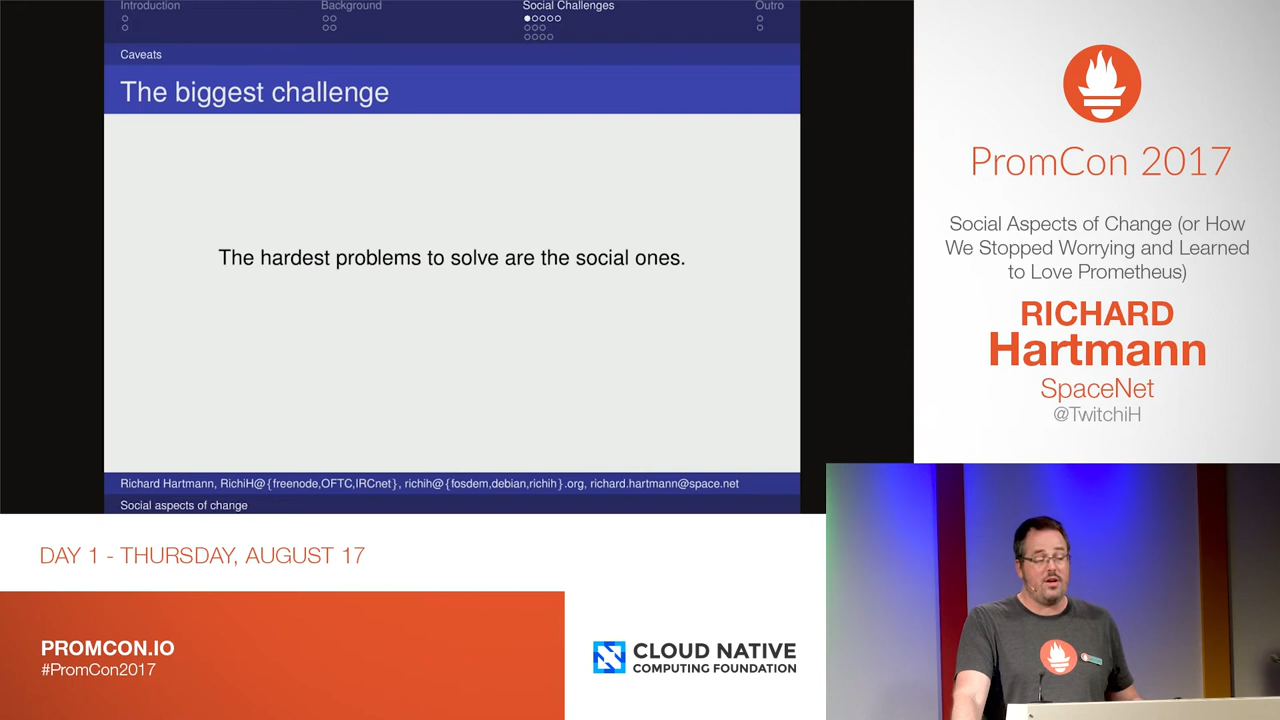 Introduction
Background
Social Challenges
Outro
Caveats
The biggest challenge
The hardest problems to solve are the social ones.
Richard Hartmann, RichiH@{freenode,OFTC,IRCnet}, richih@{fosdem,debian,richih}.org, richard.hartmann@space.net
Social aspects of change
PromCon 2017
Social Aspects of Change (or How
We Stopped Worrying and Learned
to Love Prometheus)
RICHARD
Hartmann
SpaceNet
@TwitchiH
DAY 1 - THURSDAY, AUGUST 17
PROMCON.IO
#PromCon2017
CLOUD NATIVE
COMPUTING FOUNDATION